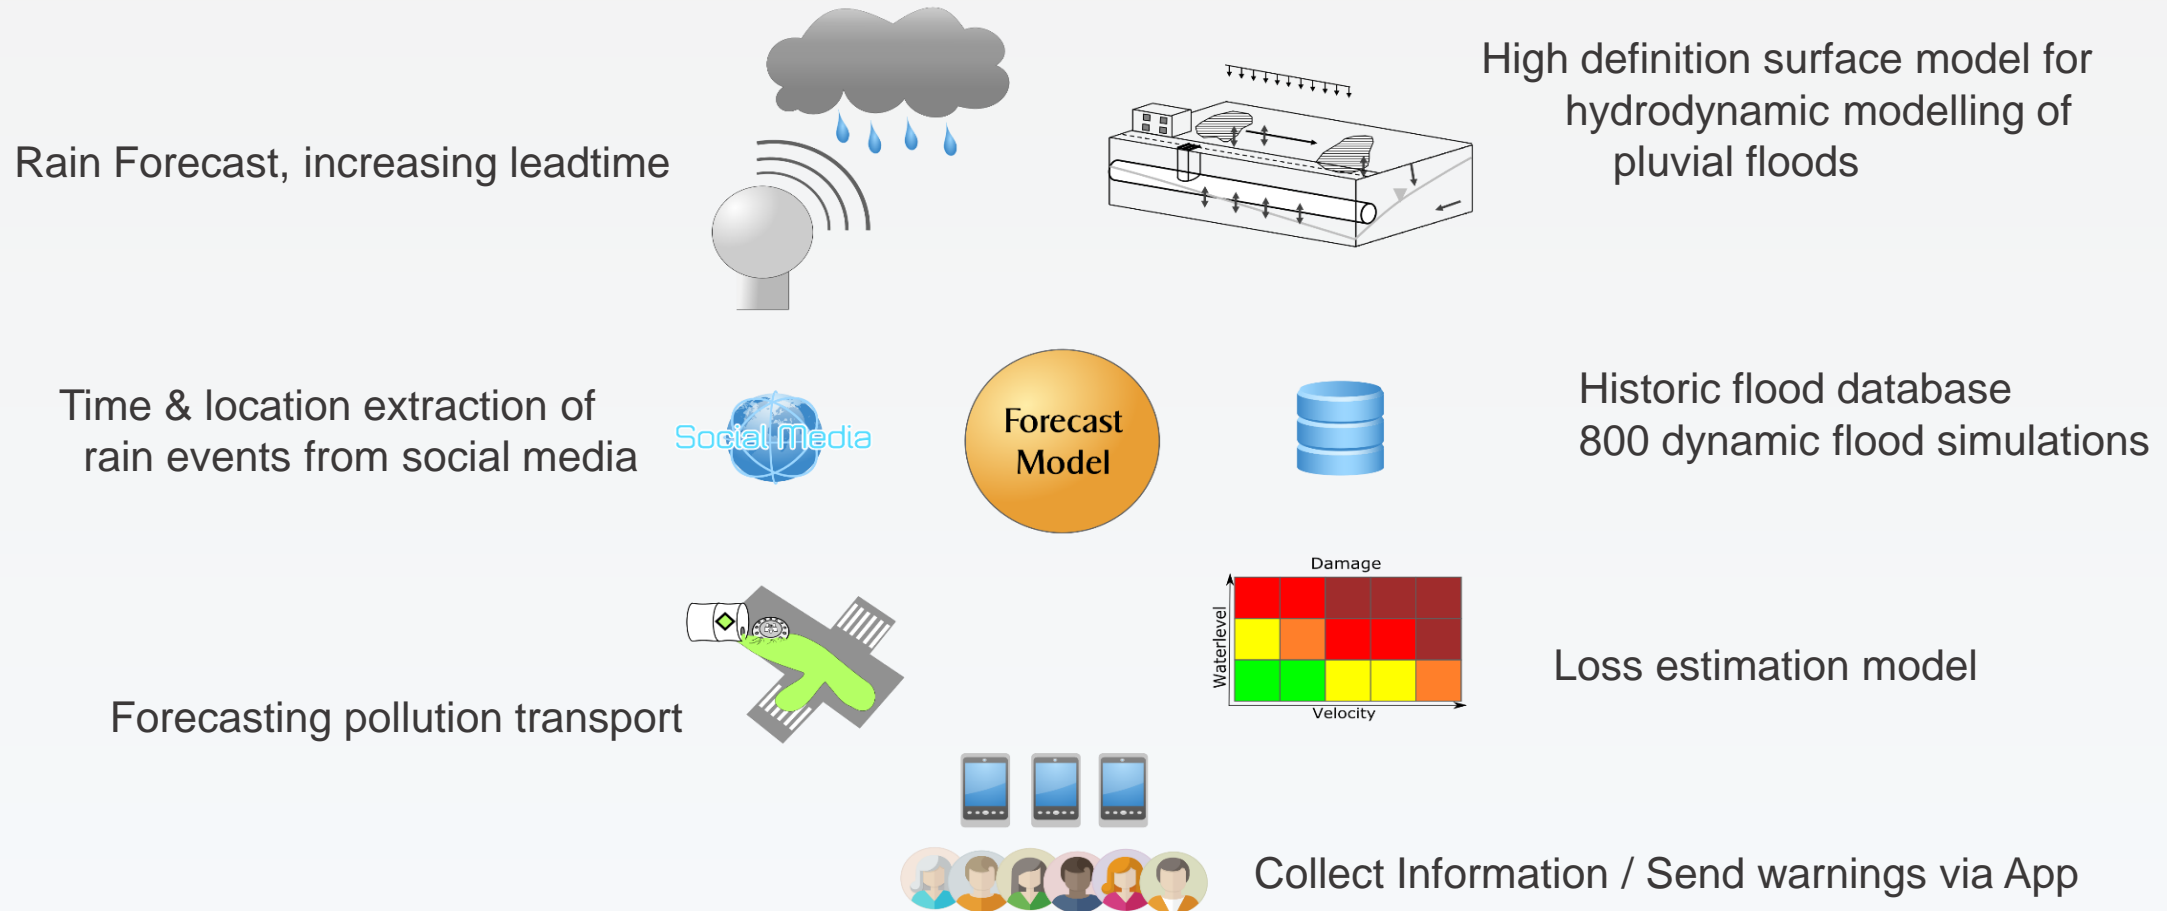 Rain Forecast, increasing leadtime
High definition surface model for
hydrodynamic modelling of
pluvial floods
Time & location extraction of
rain events from social media
Social Media
Forecast
Model
Historic flood database
800 dynamic flood simulations
Forecasting pollution transport
Damage
Waterlevel
Velocity
Loss estimation model
Collect Information / Send warnings via App